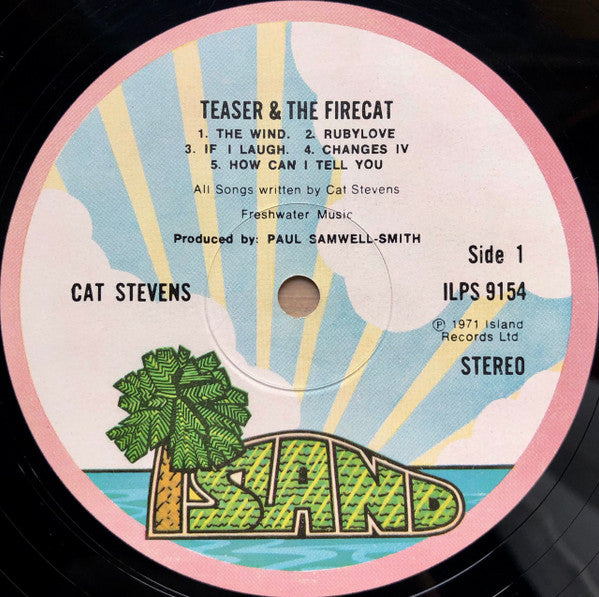 TEASER & THE FIRECAT
1. THE WIND. 2. RUBYLOVE
3. IF I LAUGH. 4. CHANGES IV
5. HOW CAN I TELL YOU
All Songs written by Cat Stevens
Freshwater Music
Produced by: PAUL SAMWELL-SMITH
Side 1
CAT STEVENS
ILPS 9154
Ⓟ 1971 Island
Records Ltd
STEREO
ISLAND